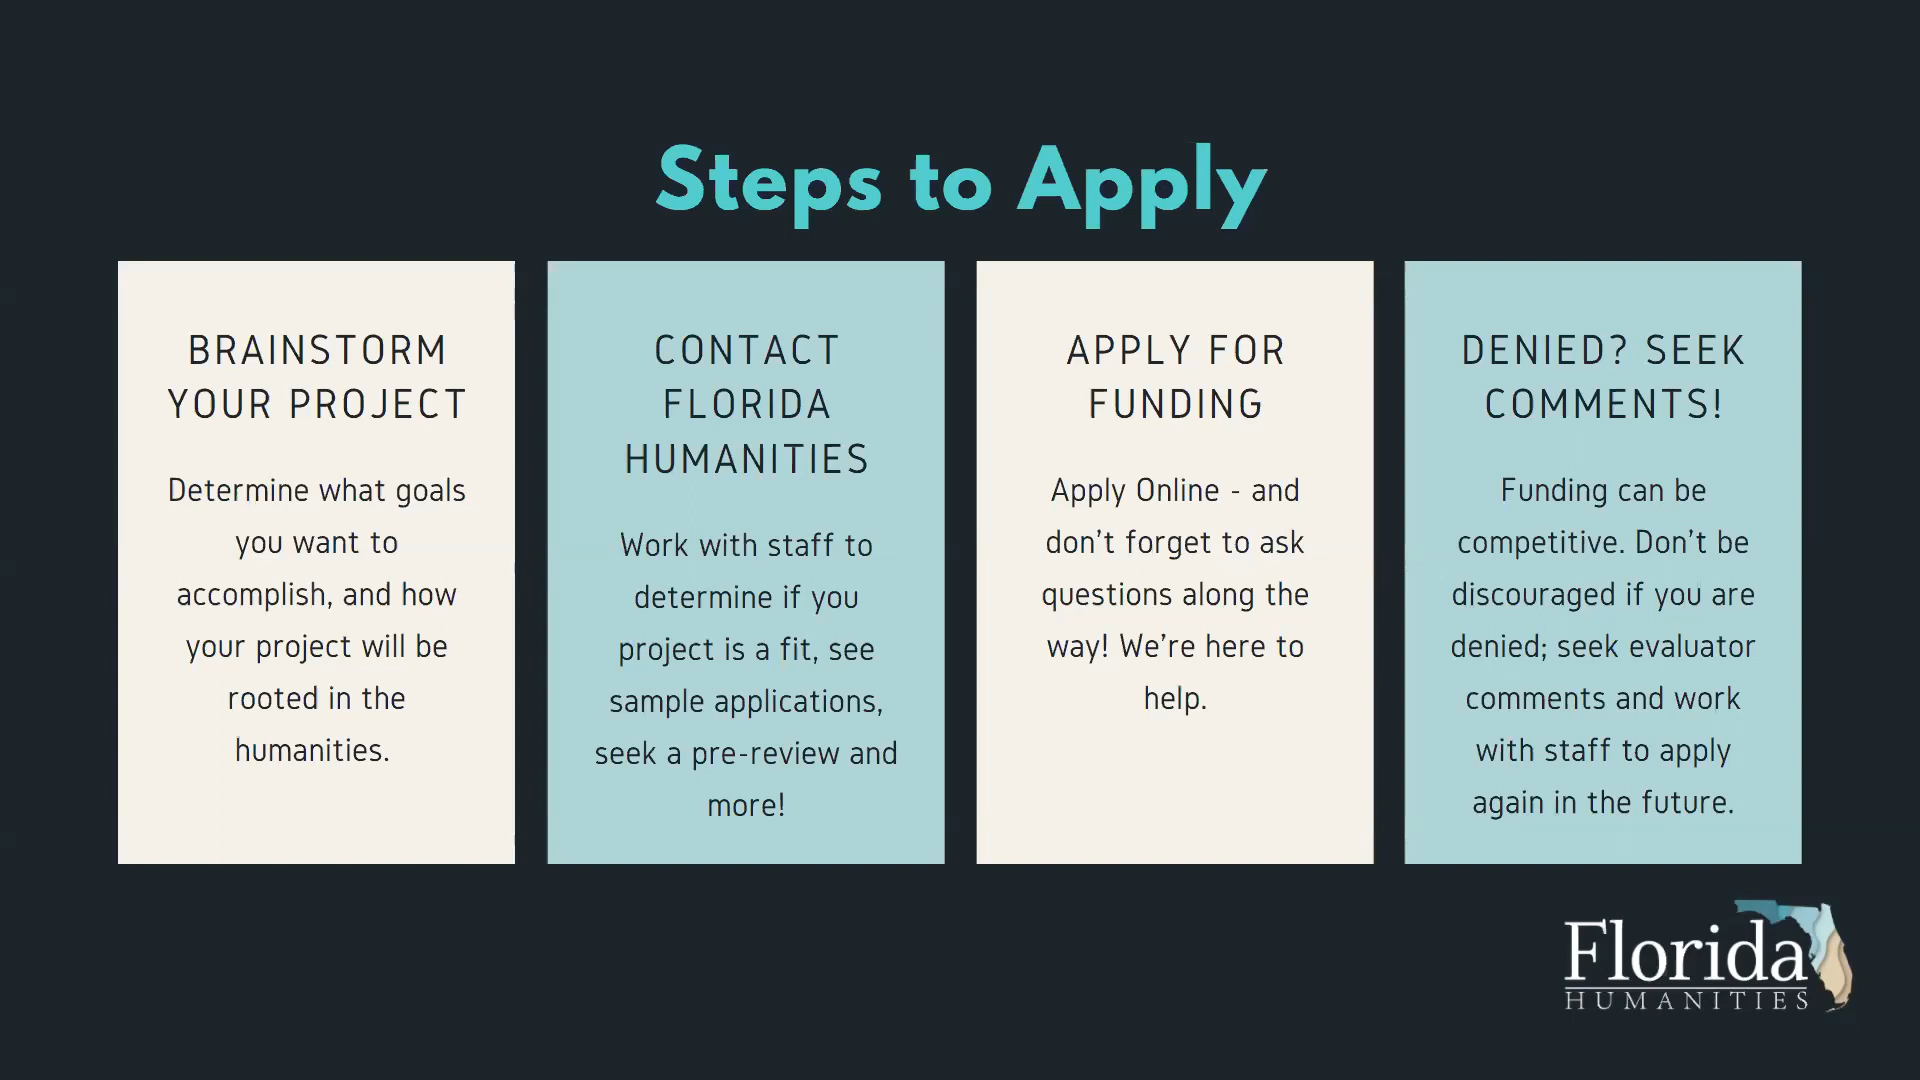 Steps to Apply
BRAINSTORM
YOUR PROJECT
Determine what goals
you want to
accomplish, and how
your project will be
rooted in the
humanities.
CONTACT
FLORIDA
HUMANITIES
Work with staff to
determine if you
project is a fit, see
sample applications,
seek a pre-review and
more!
APPLY FOR
FUNDING
Apply Online - and
don't forget to ask
questions along the
way! We're here to
help.
DENIED? SEEK
COMMENTS!
Funding can be
competitive. Don't be
discouraged if you are
denied; seek evaluator
comments and work
with staff to apply
again in the future.
Florida
HUMANITIES